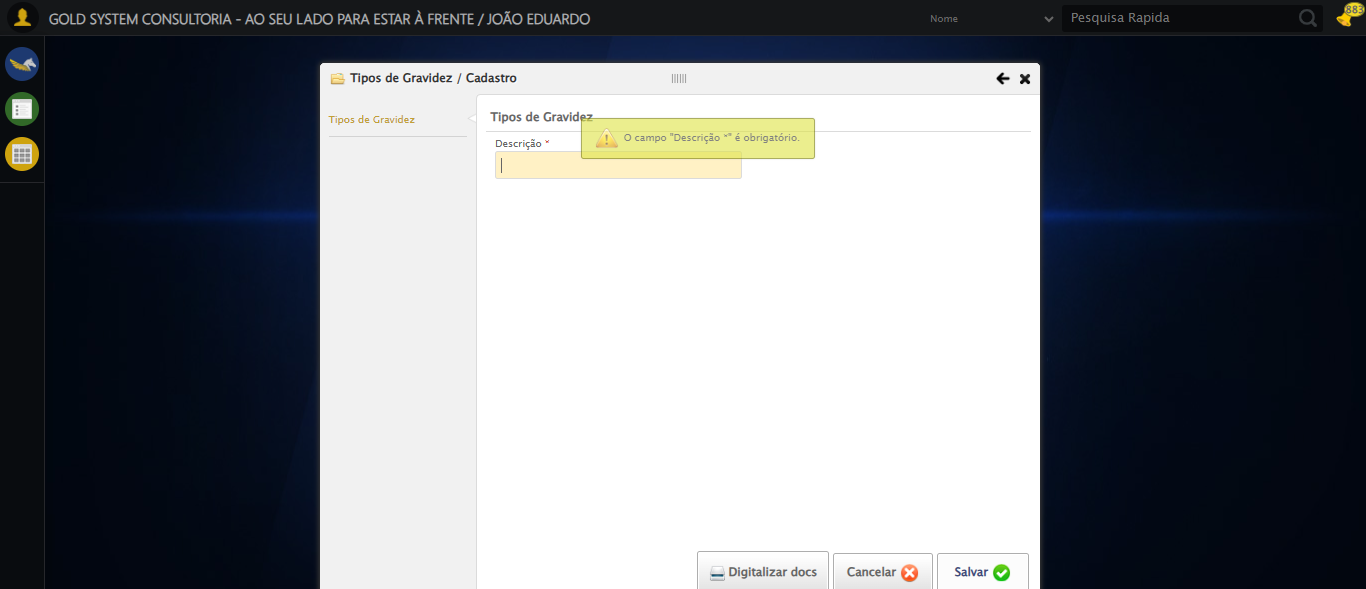 GOLD SYSTEM CONSULTORIA - AO SEU LADO PARA ESTAR À FRENTE / JOÃO EDUARDO
Nome
Pesquisa Rapida
883
Tipos de Gravidez / Cadastro
Tipos de Gravidez
Tipos de Gravidez
O campo "Descrição *" é obrigatório.
Descrição *
Digitalizar docs
Cancelar
Salvar